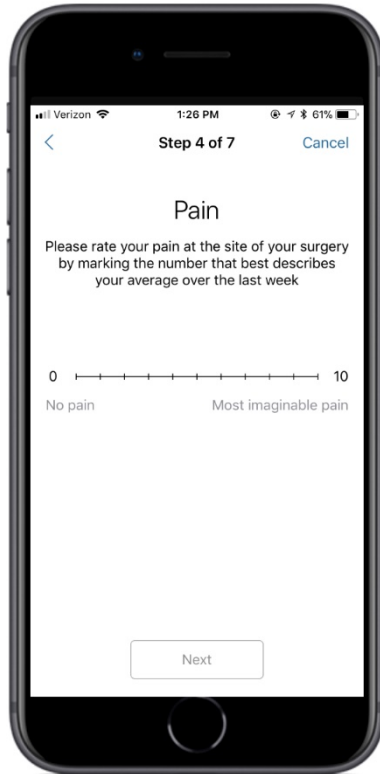 Verizon 1:26 PM 61%
Step 4 of 7 Cancel
Pain
Please rate your pain at the site of your surgery
by marking the number that best describes
your average over the last week
0 10
No pain Most imaginable pain
Next